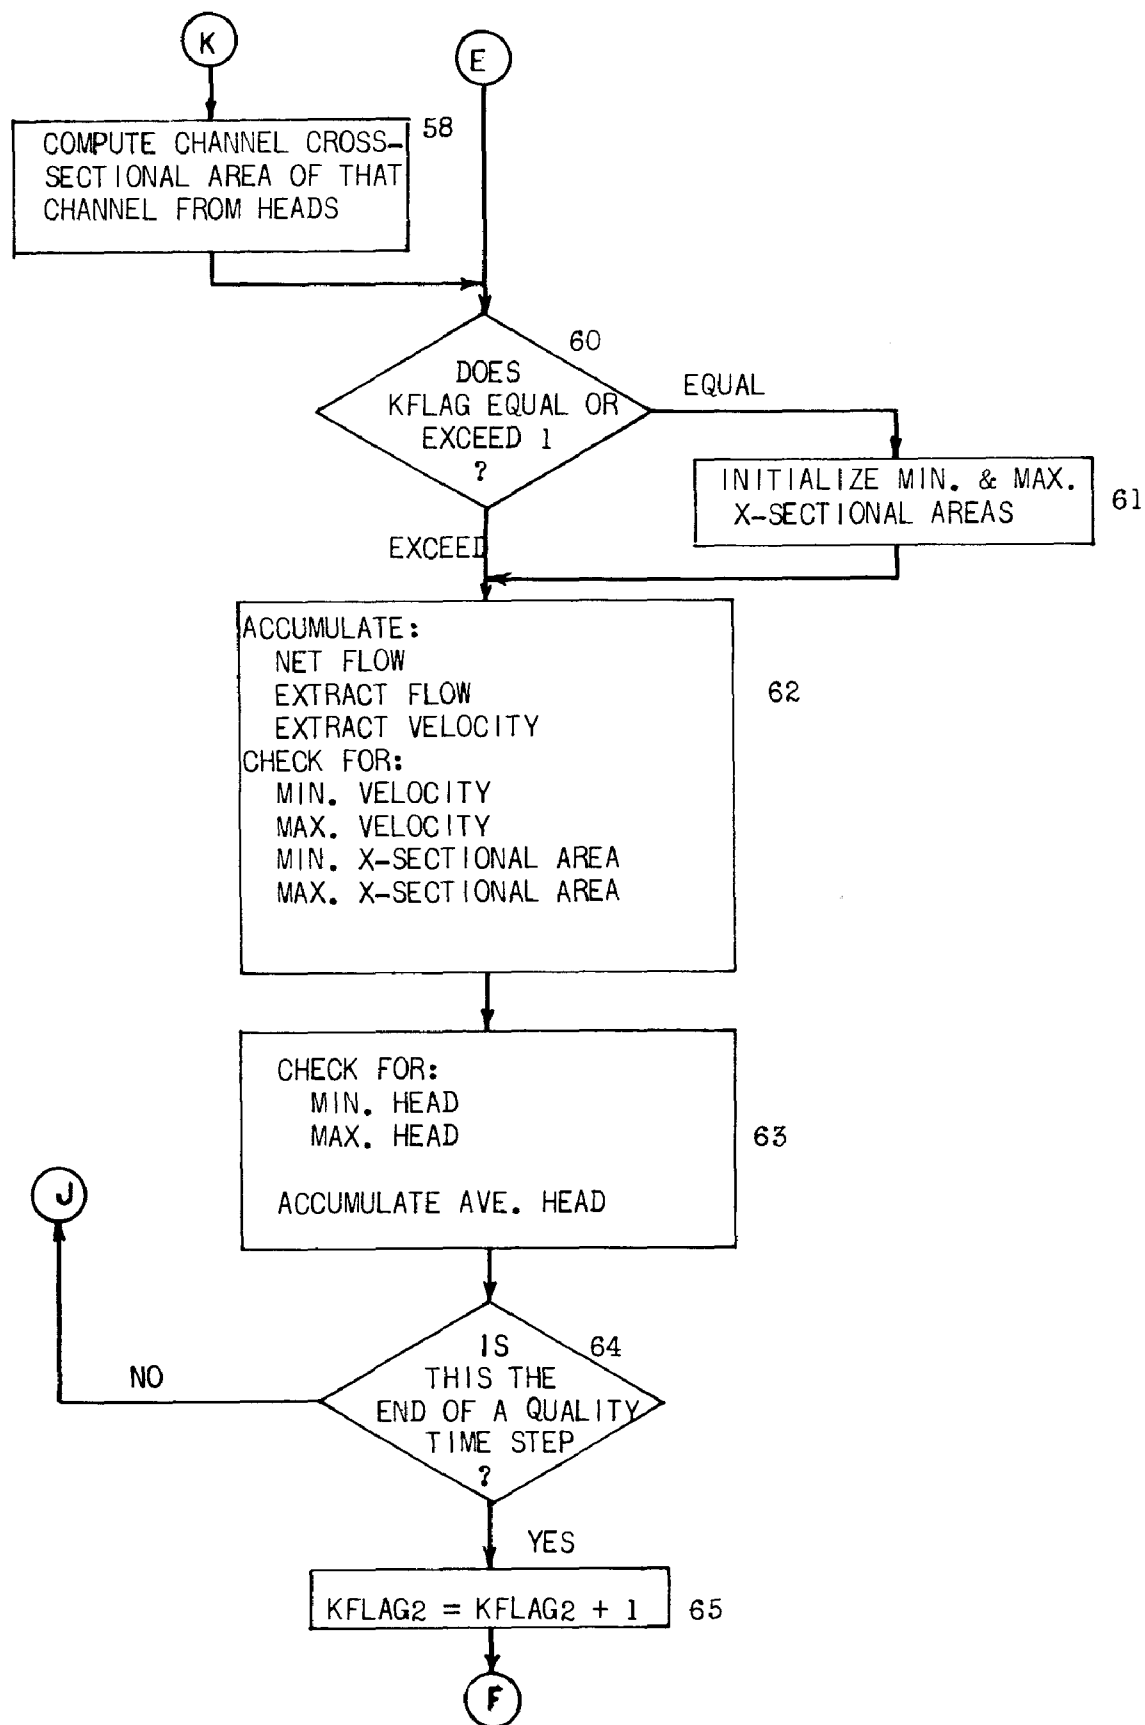 K
E
58
COMPUTE CHANNEL CROSS-
SECTIONAL AREA OF THAT
CHANNEL FROM HEADS
60
DOES
KFLAG EQUAL OR
EXCEED 1
?
EQUAL
INITIALIZE MIN. & MAX.
X-SECTIONAL AREAS
61
EXCEED
ACCUMULATE:
NET FLOW
EXTRACT FLOW
EXTRACT VELOCITY
CHECK FOR:
MIN. VELOCITY
MAX. VELOCITY
MIN. X-SECTIONAL AREA
MAX. X-SECTIONAL AREA
62
CHECK FOR:
MIN. HEAD
MAX. HEAD
ACCUMULATE AVE. HEAD
63
J
NO
64
IS
THIS THE
END OF A QUALITY
TIME STEP
?
YES
KFLAG2 = KFLAG2 + 1
65
F